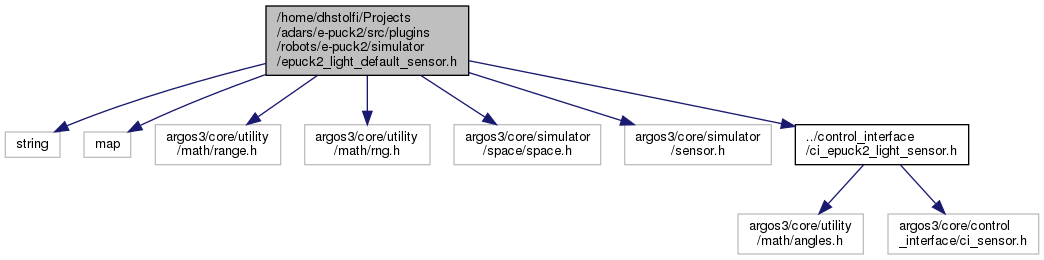 /home/dhstolfi/Projects
/adars/e-puck2/src/plugins
/robots/e-puck2/simulator
/epuck2_light_default_sensor.h
string
map
argos3/core/utility
/math/range.h
argos3/core/utility
/math/rng.h
argos3/core/simulator
/space/space.h
argos3/core/simulator
/sensor.h
../control_interface
/ci_epuck2_light_sensor.h
argos3/core/utility
/math/angles.h
argos3/core/control
_interface/ci_sensor.h